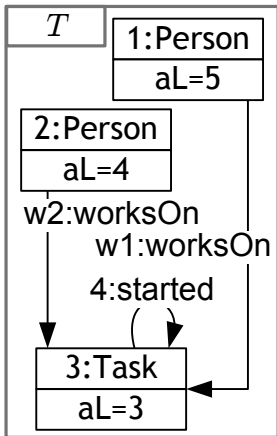 T
1:Person
aL=5
2:Person
aL=4
w2:worksOn
w1:worksOn
4:started
3:Task
aL=3